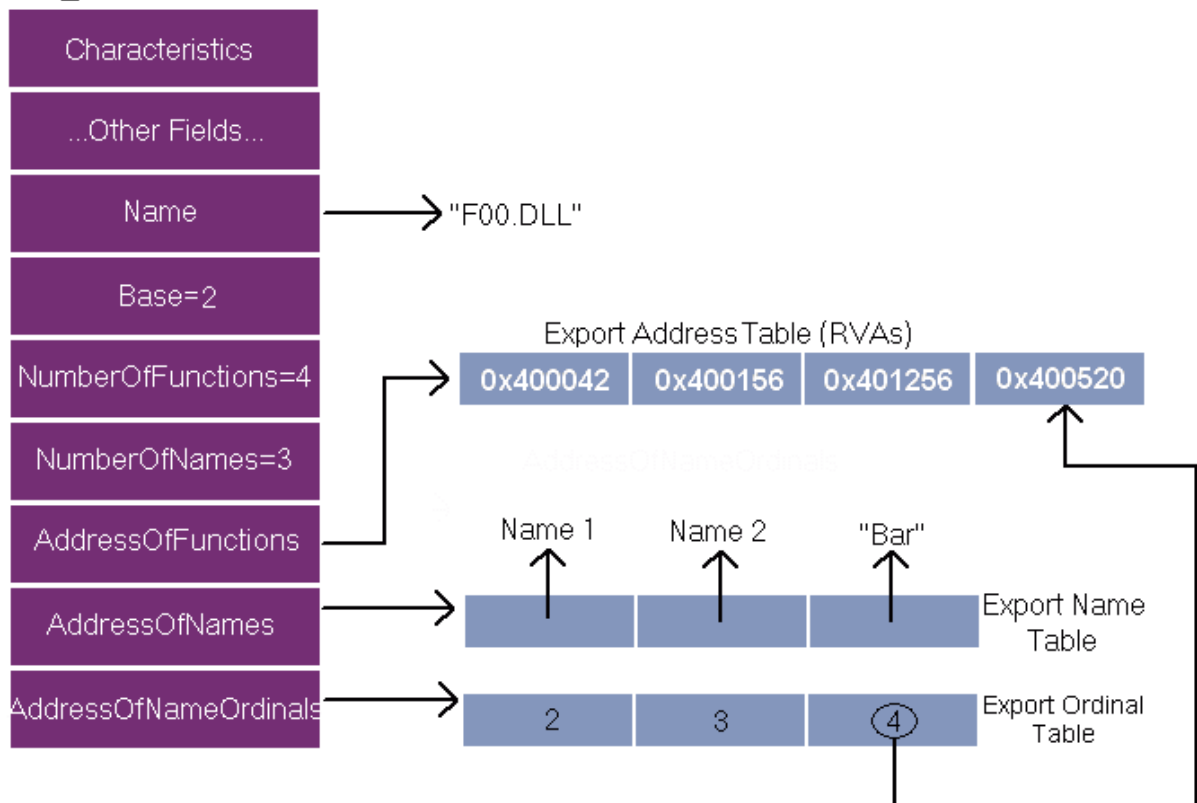 Characteristics
...Other Fields...
Name
"F00.DLL"
Base=2
NumberOfFunctions=4
Export Address Table (RVAs)
0x400042 0x400156 0x401256 0x400520
NumberOfNames=3
AddressOfNameOrdinals
AddressOfFunctions
Name 1 Name 2 "Bar"
AddressOfNames
Export Name
Table
AddressOfNameOrdinals
2 3 4
Export Ordinal
Table